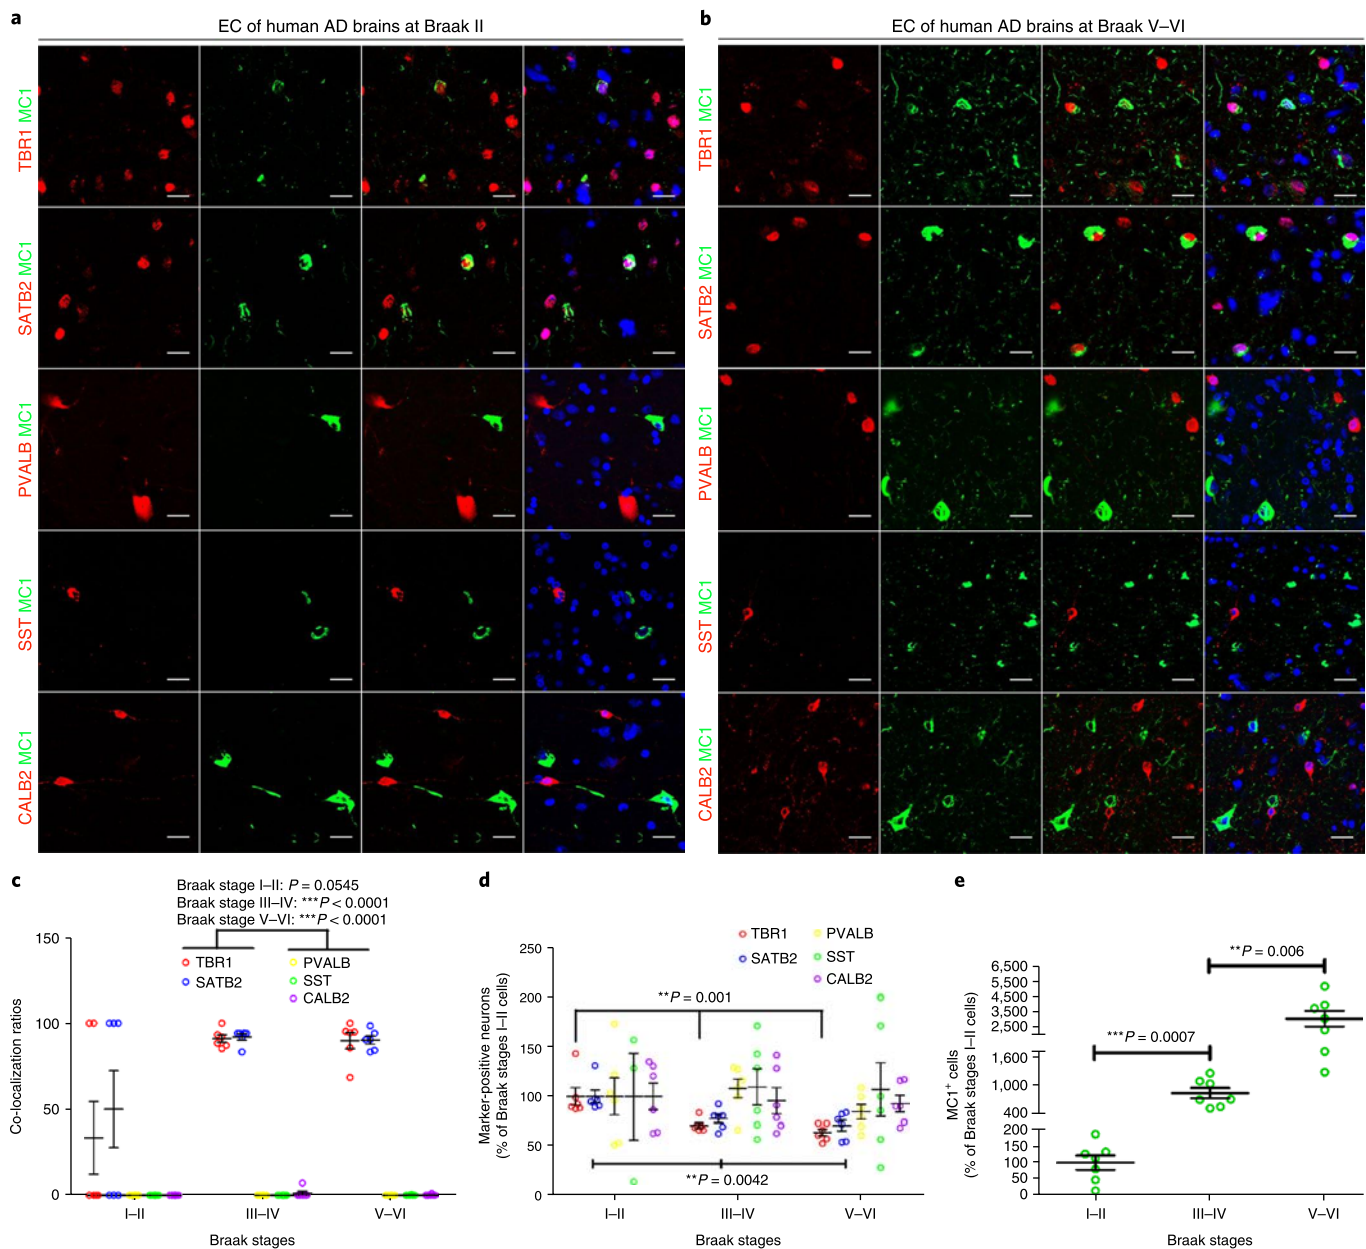 a
EC of human AD brains at Braak II
TBR1 MC1
SATB2 MC1
PVALB MC1
SST MC1
CALB2 MC1
b
EC of human AD brains at Braak V–VI
TBR1 MC1
SATB2 MC1
PVALB MC1
SST MC1
CALB2 MC1
c
Braak stage I–II: P = 0.0545
Braak stage III–IV: ***P < 0.0001
Braak stage V–VI: ***P < 0.0001
TBR1
SATB2
PVALB
SST
CALB2
Co-localization ratios
150
100
50
0
I–II
III–IV
V–VI
Braak stages
d
TBR1
SATB2
PVALB
SST
CALB2
**P = 0.001
**P = 0.0042
Marker-positive neurons
(% of Braak stages I–II cells)
250
200
150
100
50
0
I–II
III–IV
V–VI
Braak stages
e
**P = 0.006
***P = 0.0007
MC1+ cells
(% of Braak stages I–II cells)
6,500
5,500
4,500
3,500
2,500
1,600
1,000
400
200
150
100
50
0
I–II
III–IV
V–VI
Braak stages